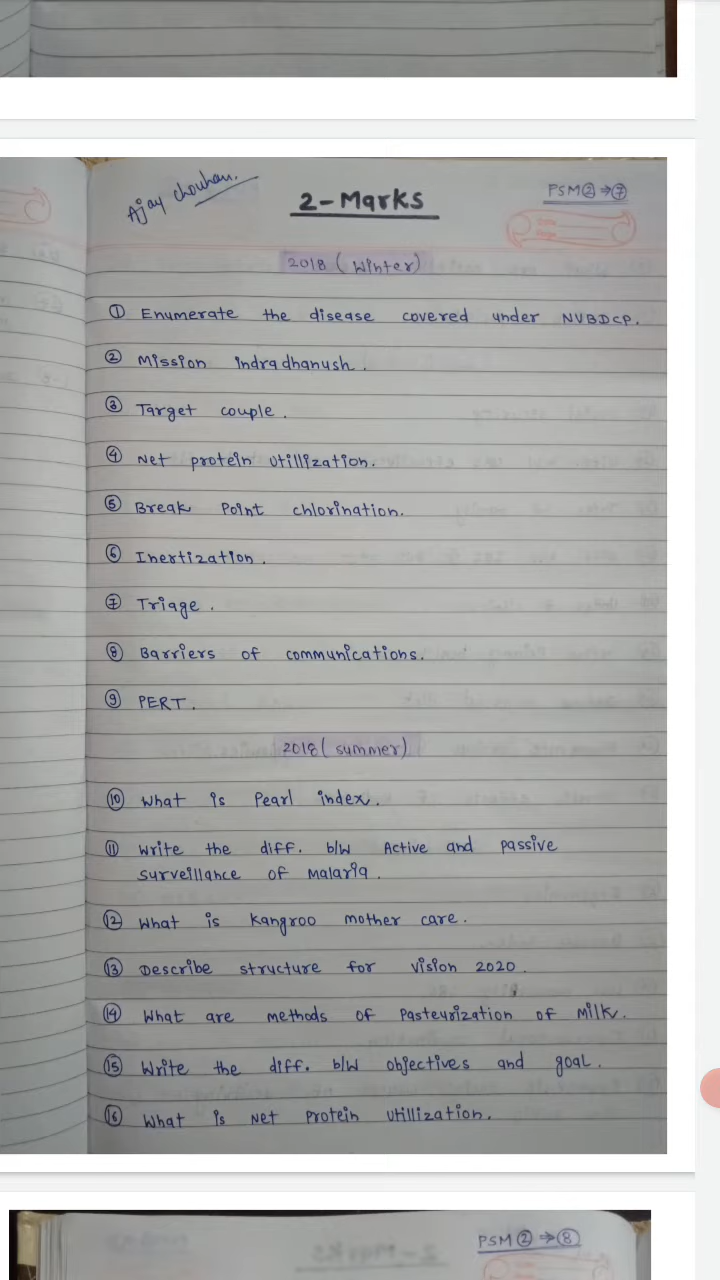 Ajay Chouhan.
2-Marks
PSM② ⇒ ⑦
2018 ( Winter)
① Enumerate the disease covered under NVBDCP.
② Mission indradhanush.
③ Target couple.
④ Net protein Utillization.
⑤ Break Point chlorination.
⑥ Inertization.
⑦ Triage.
⑧ Barriers of communications.
⑨ PERT.
2018 ( summer)
⑩ What is Pearl index.
⑪ Write the diff. b/w Active and passive
surveillance of Malaria.
⑫ What is kangroo mother care.
⑬ Describe structure for vision 2020.
⑭ What are methods of Pasteurization of Milk.
⑮ Write the diff. b/w objectives and goal.
⑯ What is Net Protein Utillization.
PSM ② ⇒ ⑧